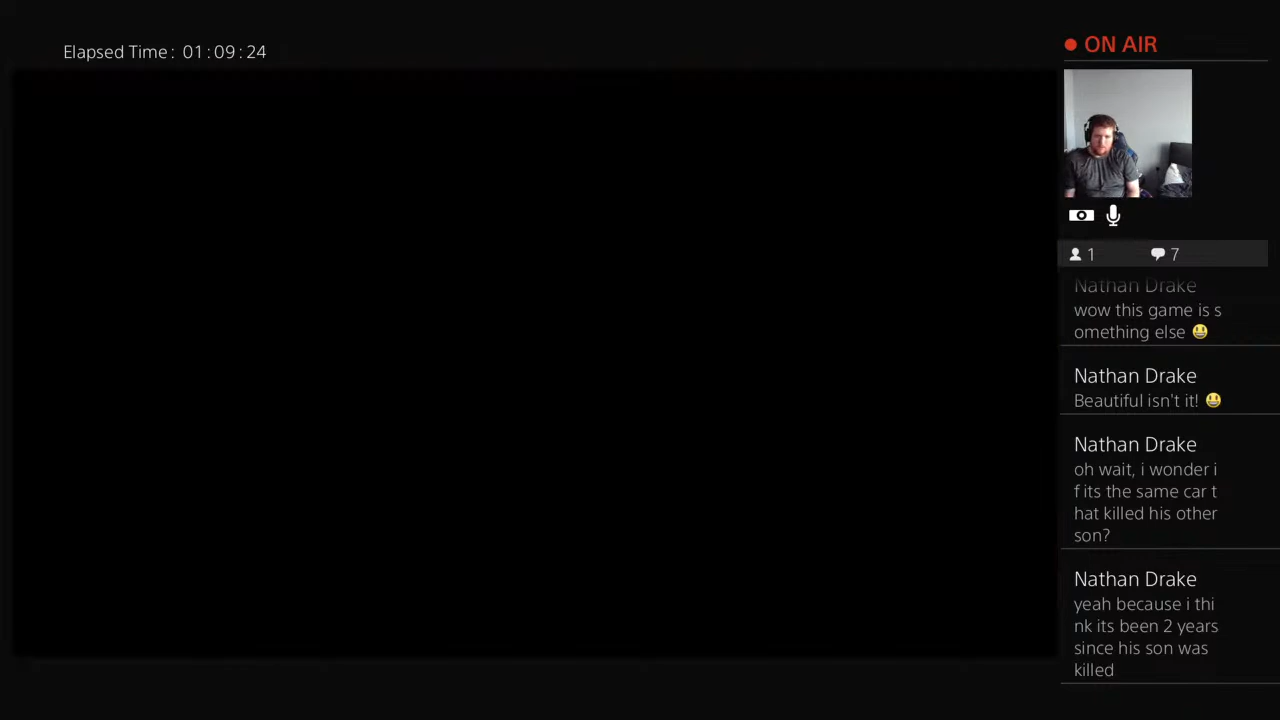 Elapsed Time: 01:09:24
ON AIR
1 7
Nathan Drake
wow this game is s
omething else 😃
Nathan Drake
Beautiful isn't it! 😃
Nathan Drake
oh wait, i wonder i
f its the same car t
hat killed his other
son?
Nathan Drake
yeah because i thi
nk its been 2 years
since his son was
killed